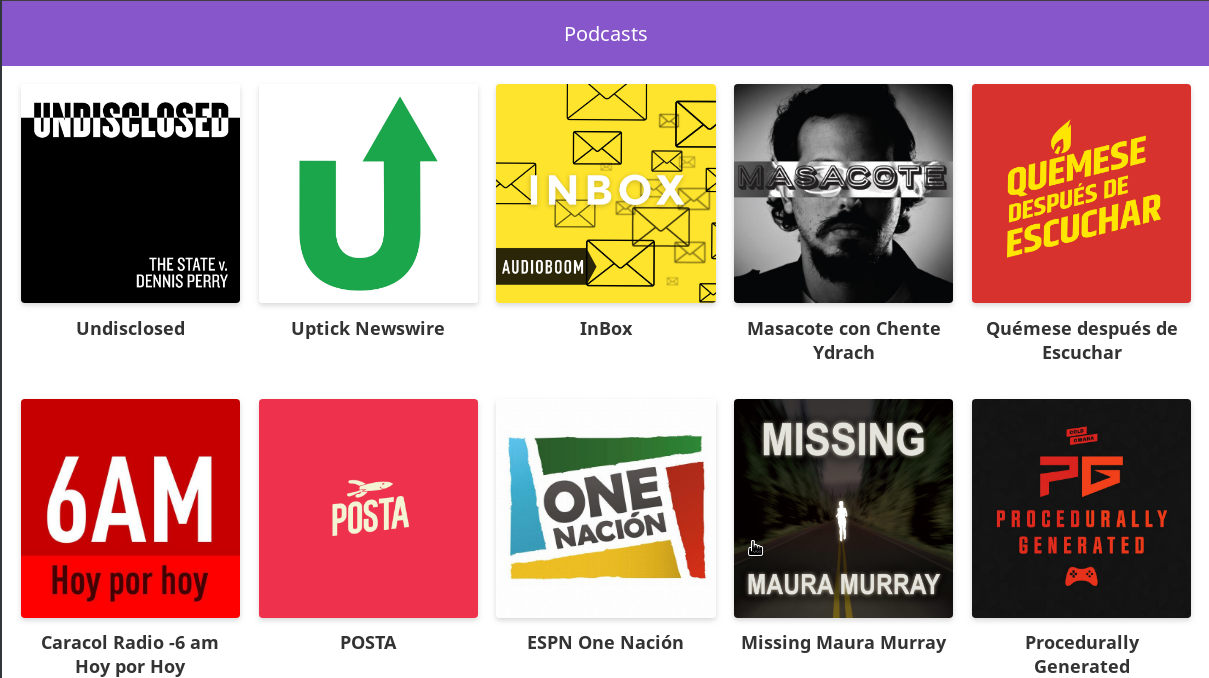 Podcasts
UNDISCLOSED
THE STATE v.
DENNIS PERRY
Undisclosed
U
Uptick Newswire
INBOX
AUDIOBOOM
InBox
MASACOTE
Masacote con Chente
Ydrach
QUÉMESE
DESPUÉS DE
ESCUCHAR
Quémese después de
Escuchar
6AM
Hoy por hoy
Caracol Radio -6 am
Hoy por Hoy
POSTA
POSTA
ONE
NACIÓN
ESPN One Nación
MISSING
MAURA MURRAY
Missing Maura Murray
PG
PROCEDURALLY
GENERATED
Procedurally
Generated